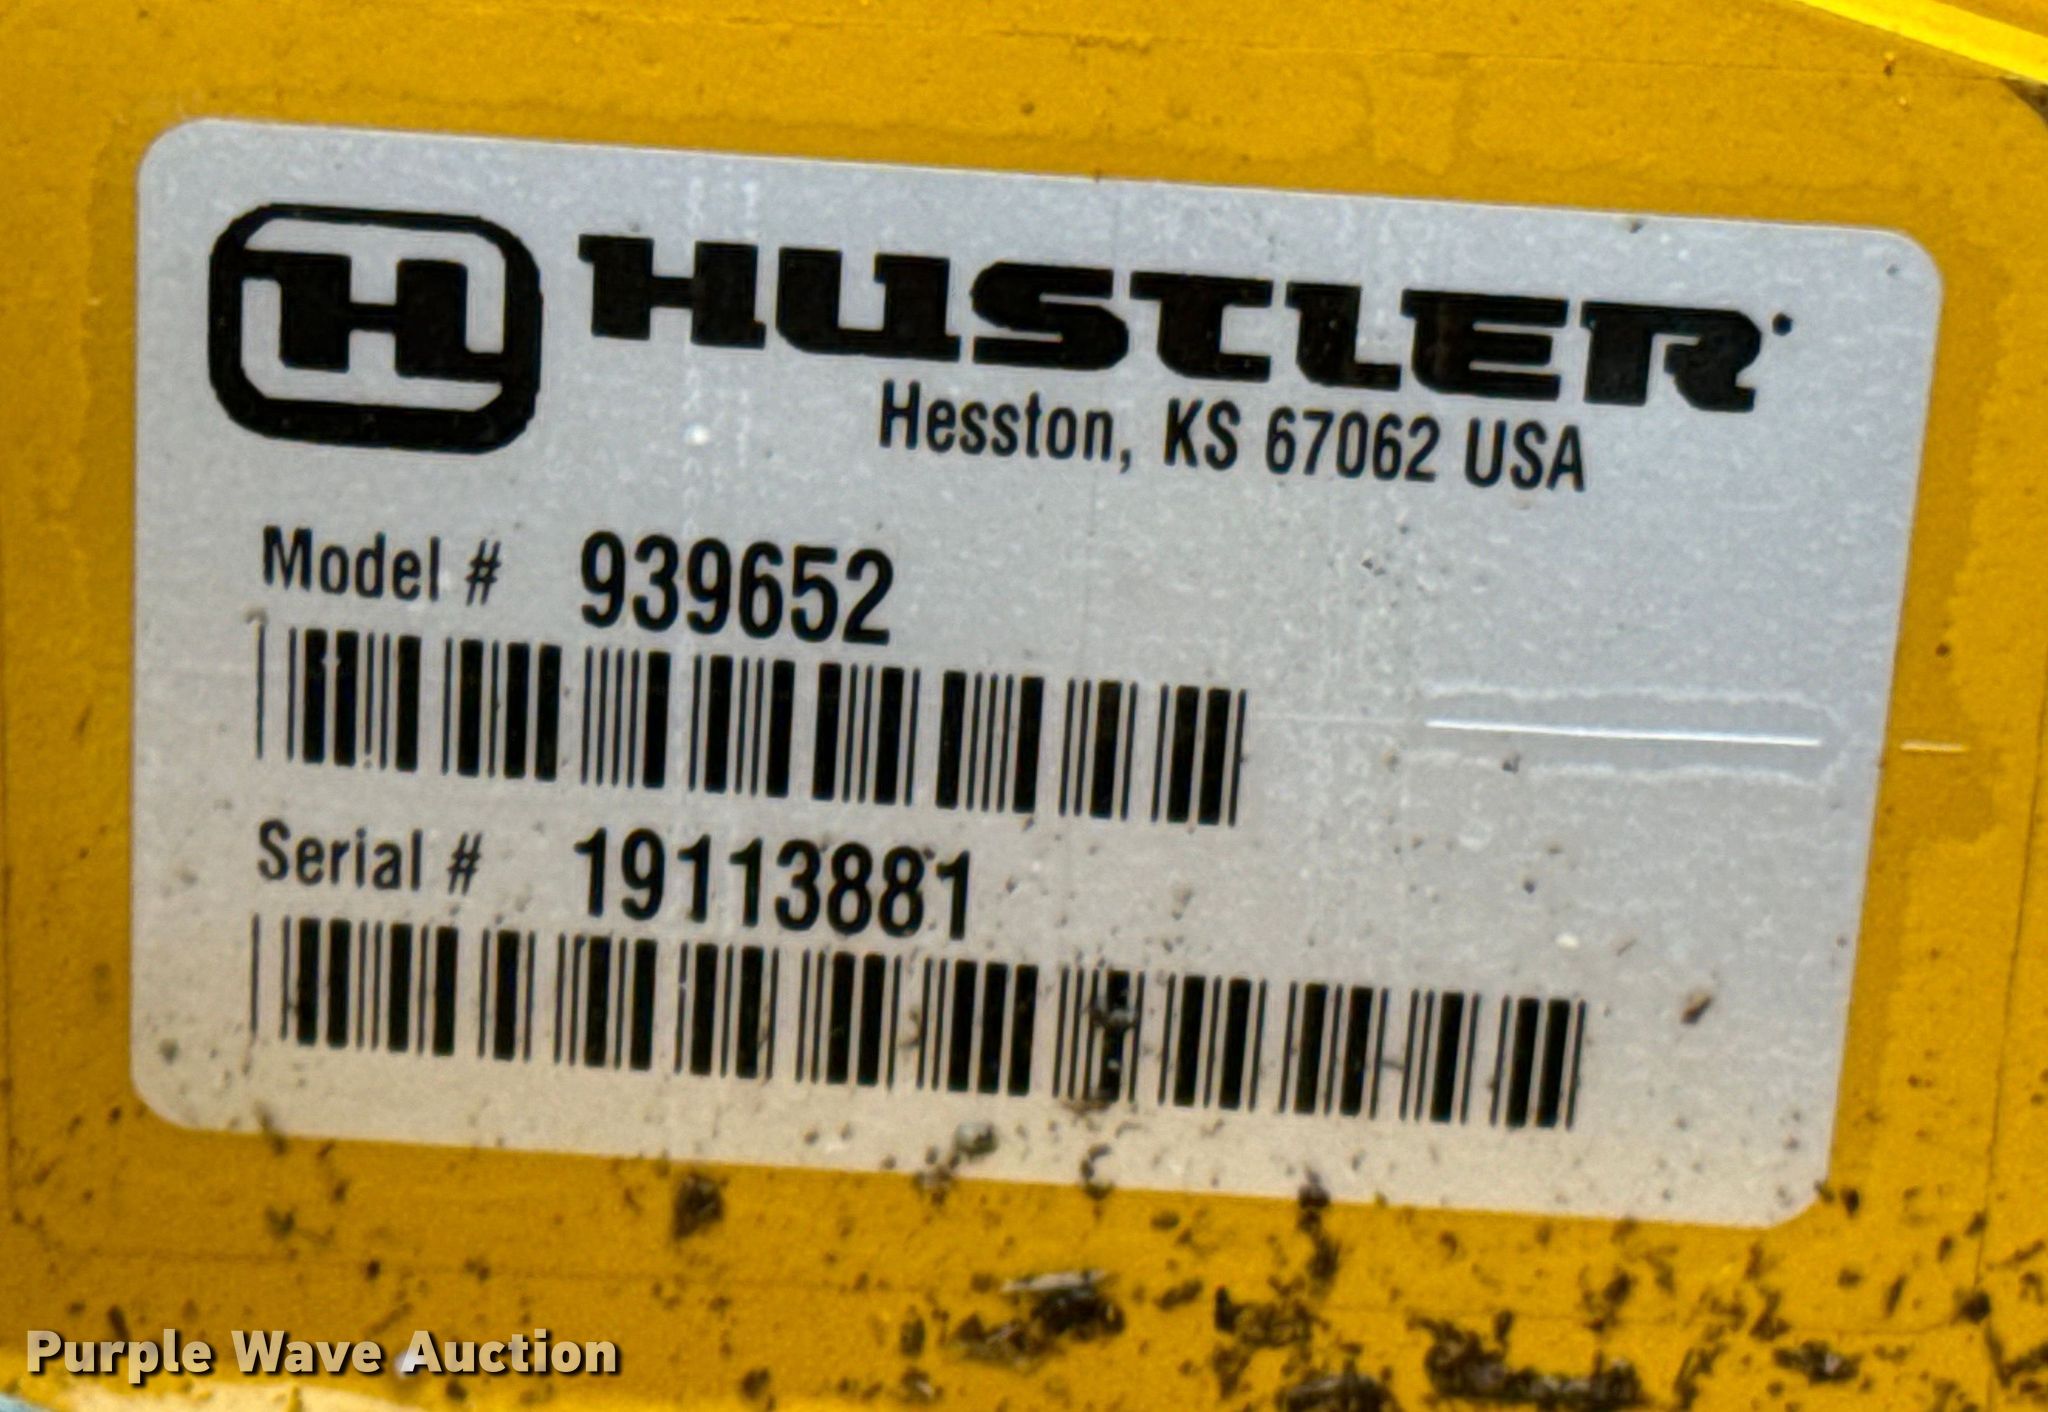 H HUSTLER
Hesston, KS 67062 USA
Model # 939652
Serial # 19113881
Purple Wave Auction